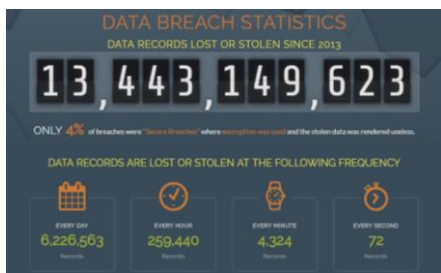 DATA BREACH STATISTICS
DATA RECORDS LOST OR STOLEN SINCE 2013
13,443,149,623
ONLY 4% of breaches were "Secure Breaches" where encryption was used and the stolen data was rendered useless.
DATA RECORDS ARE LOST OR STOLEN AT THE FOLLOWING FREQUENCY
EVERY DAY EVERY HOUR EVERY MINUTE EVERY SECOND
6,226,563 259,440 4,324 72
Records Records Records Records